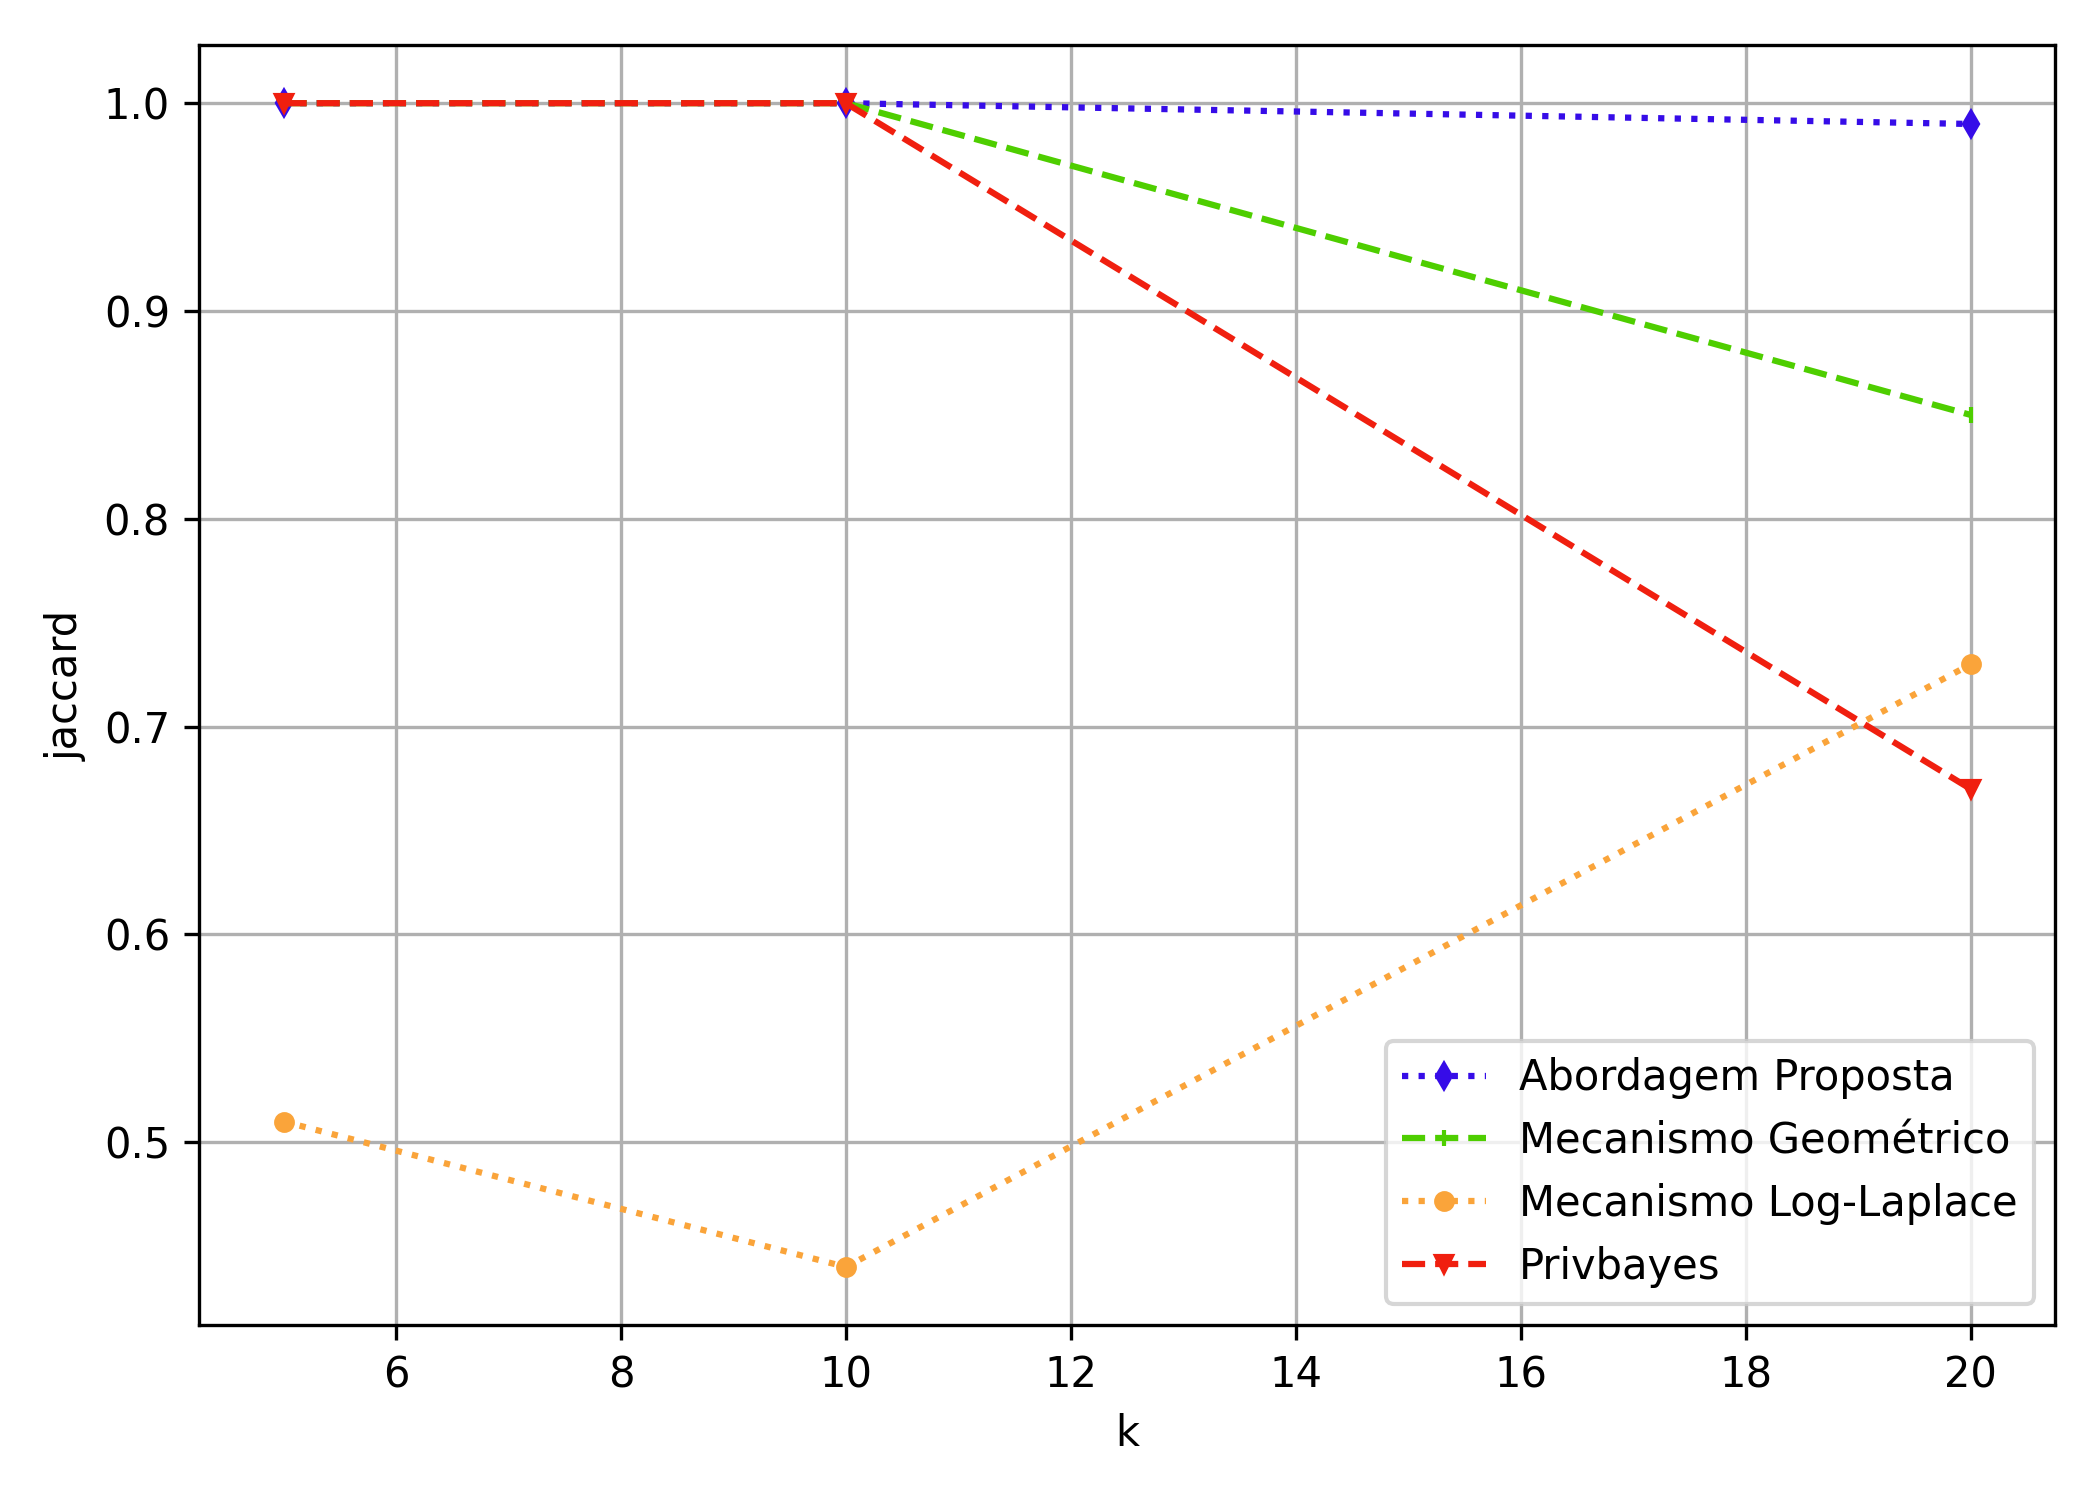 1.0
0.9
0.8
0.7
0.6
0.5
jaccard
6 8 10 12 14 16 18 20
k
Abordagem Proposta
Mecanismo Geométrico
Mecanismo Log-Laplace
Privbayes